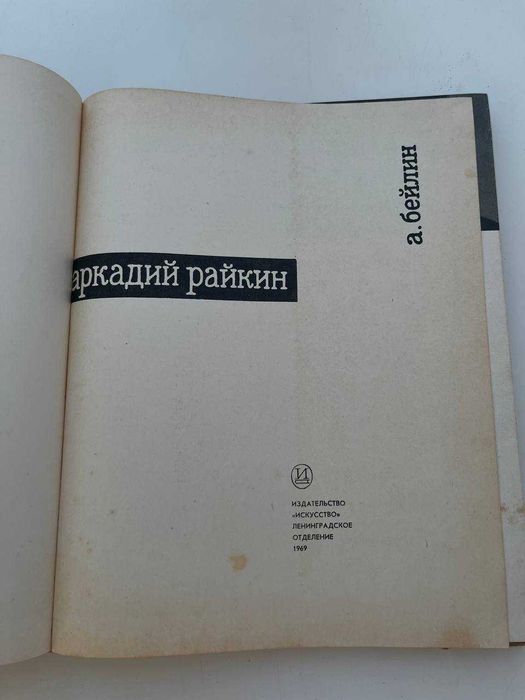 а. бейлин
аркадий райкин
И
ИЗДАТЕЛЬСТВО
«ИСКУССТВО»
ЛЕНИНГРАДСКОЕ
ОТДЕЛЕНИЕ
1969